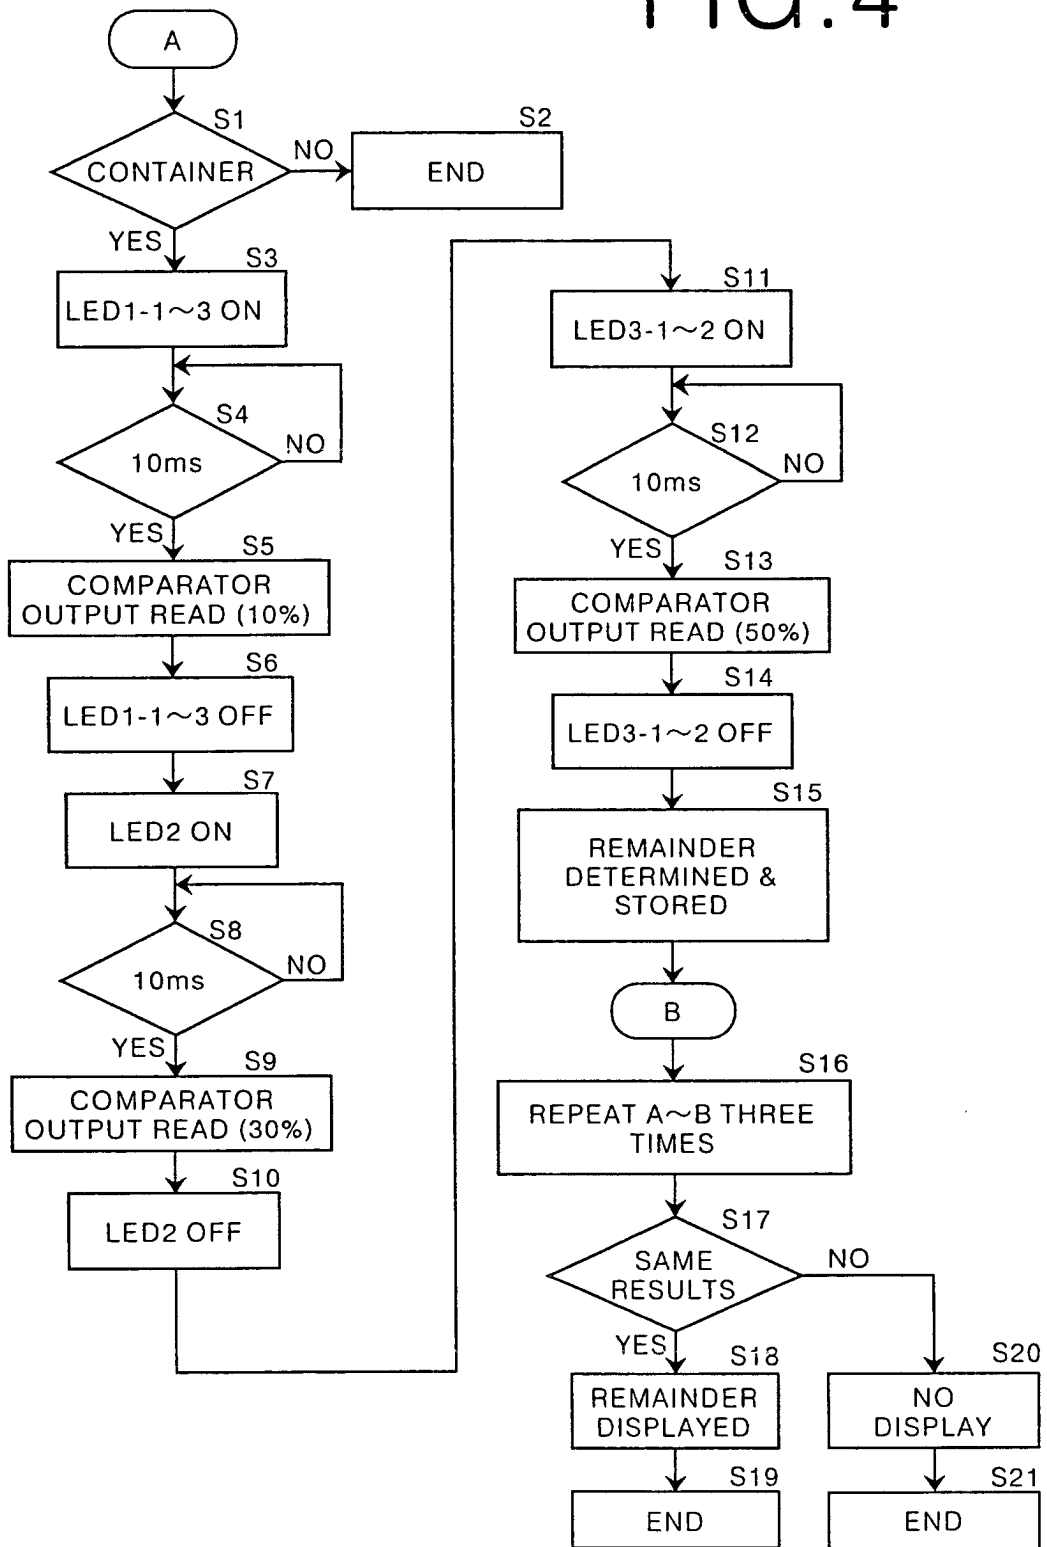 FIG.4
A
S1
CONTAINER
NO
S2
END
YES
S3
LED1-1～3 ON
S4
10ms
NO
YES
S5
COMPARATOR
OUTPUT READ (10%)
S6
LED1-1～3 OFF
S7
LED2 ON
S8
10ms
NO
YES
S9
COMPARATOR
OUTPUT READ (30%)
S10
LED2 OFF
S11
LED3-1～2 ON
S12
10ms
NO
YES
S13
COMPARATOR
OUTPUT READ (50%)
S14
LED3-1～2 OFF
S15
REMAINDER
DETERMINED &
STORED
B
S16
REPEAT A～B THREE
TIMES
S17
SAME
RESULTS
NO
YES
S18
REMAINDER
DISPLAYED
S19
END
S20
NO
DISPLAY
S21
END